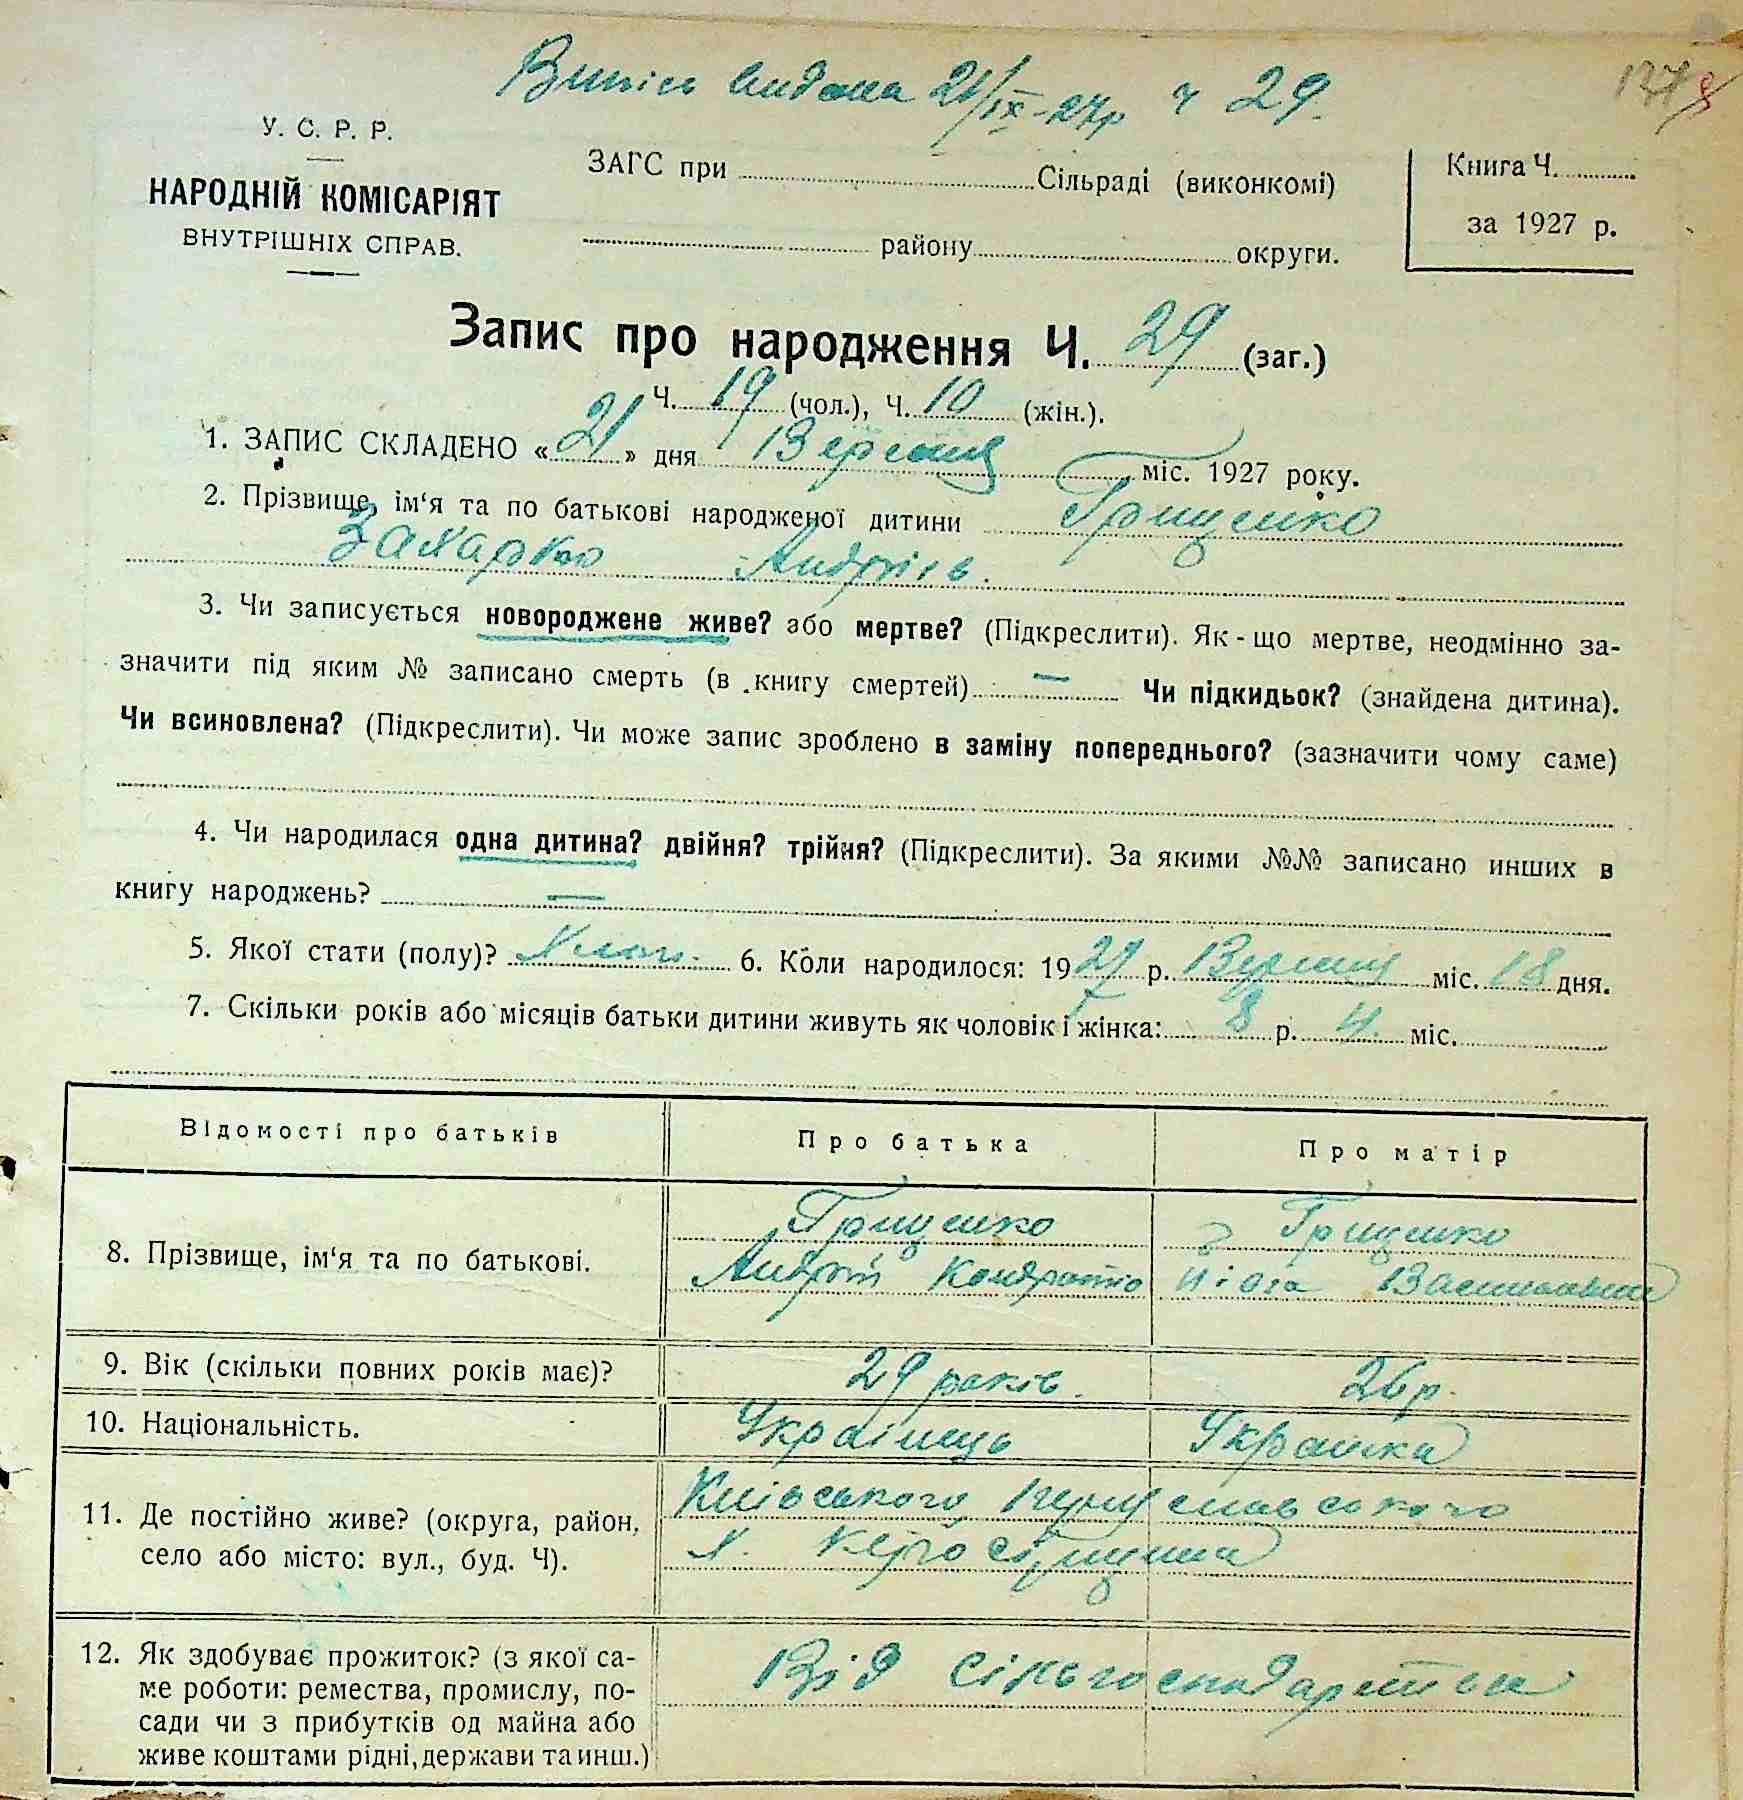 Випись видана 21/IX-27р ч 29.
У. С. Р. Р.
НАРОДНІЙ КОМІСАРІЯТ
ВНУТРІШНІХ СПРАВ.
ЗАГС при Сільраді (виконкомі)
району округи.
Книга Ч.
за 1927 р.
Запис про народження Ч. 29 (заг.)
Ч. 19 (чол.), Ч. 10 (жін.).
1. ЗАПИС СКЛАДЕНО « 21 » дня Вересня міс. 1927 року.
2. Прізвище, ім‘я та по батькові народженої дитини Грищенко
Захарко Андріїв.
3. Чи записується новороджене живе? або мертве? (Підкреслити). Як - що мертве, неодмінно за-
значити під яким № записано смерть (в книгу смертей) — Чи підкидьок? (знайдена дитина).
Чи всиновлена? (Підкреслити). Чи може запис зроблено в заміну попереднього? (зазначити чому саме)
4. Чи народилася одна дитина? двійня? трійня? (Підкреслити). За якими №№ записано инших в
книгу народжень? —
5. Якої стати (полу)? 6. Коли народилося: 1927 р. Вересня міс. 18 дня.
7. Скільки років або місяців батьки дитини живуть як чоловік і жінка: 8 р. 4. міс.
Відомості про батьків
Про батька
Про матір
8. Прізвище, ім‘я та по батькові.
Грищенко
Андрій Кондратів
Грищенко
Васильовна
9. Вік (скільки повних років має)?
29 років.
26 р.
10. Національність.
Українець
Українка
11. Де постійно живе? (округа, район,
село або місто: вул., буд. Ч).
Київського
х.
12. Як здобуває прожиток? (з якої са-
ме роботи: ремества, промислу, по-
сади чи з прибутків од майна або
живе коштами рідні, держави та инш.)
Від сільгосподарства